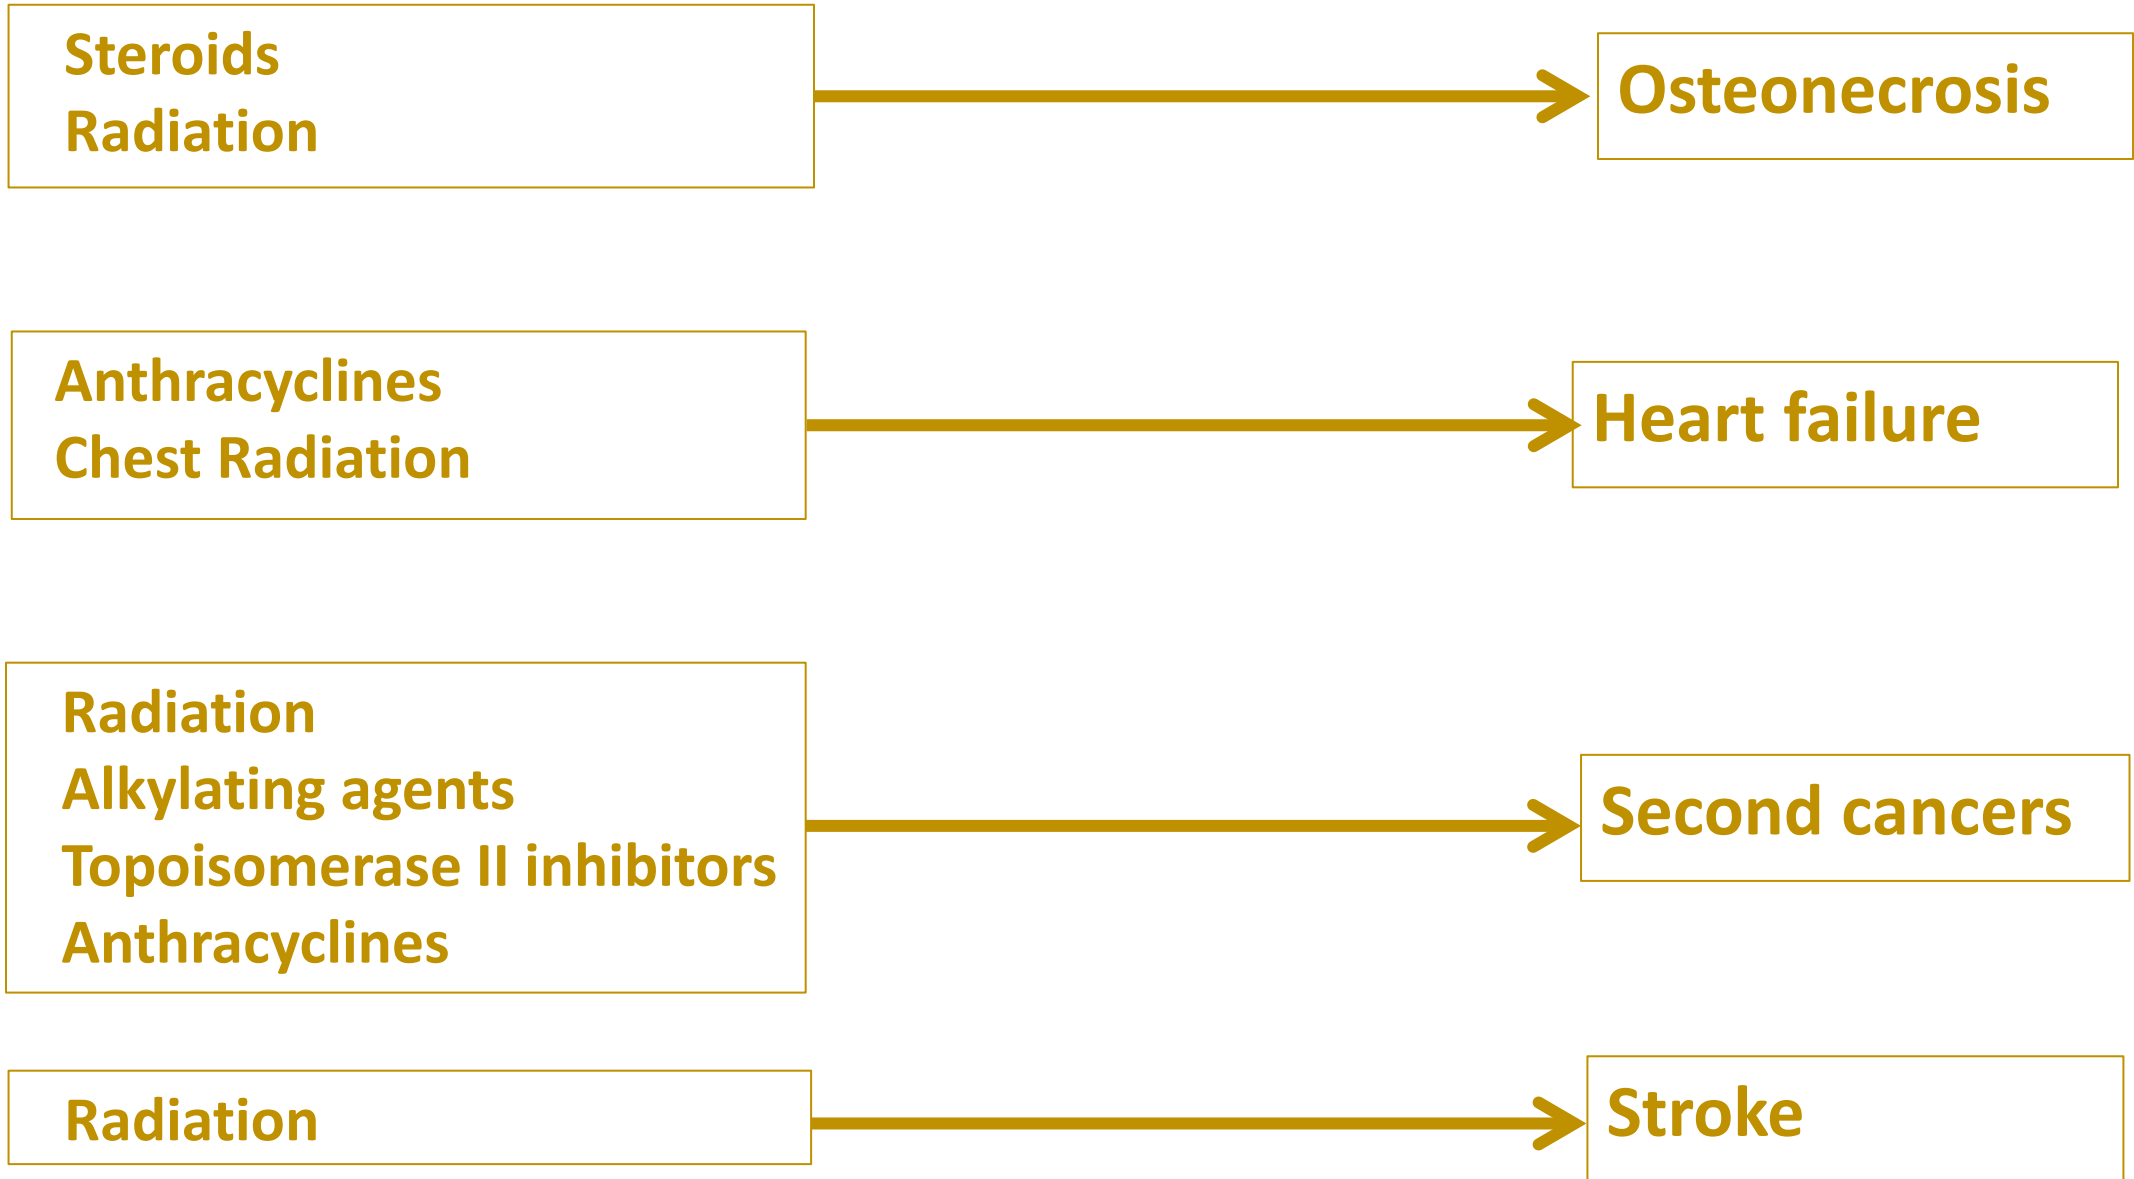 Steroids
Radiation
Osteonecrosis
Anthracyclines
Chest Radiation
Heart failure
Radiation
Alkylating agents
Topoisomerase II inhibitors
Anthracyclines
Second cancers
Radiation
Stroke